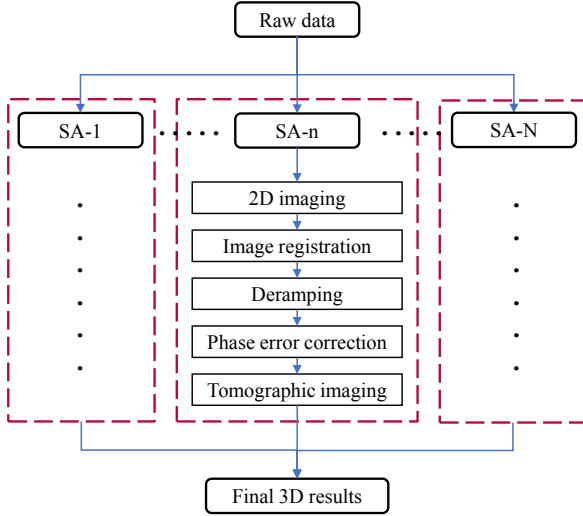 Raw data
SA-1
SA-n
SA-N
2D imaging
Image registration
Deramping
Phase error correction
Tomographic imaging
Final 3D results